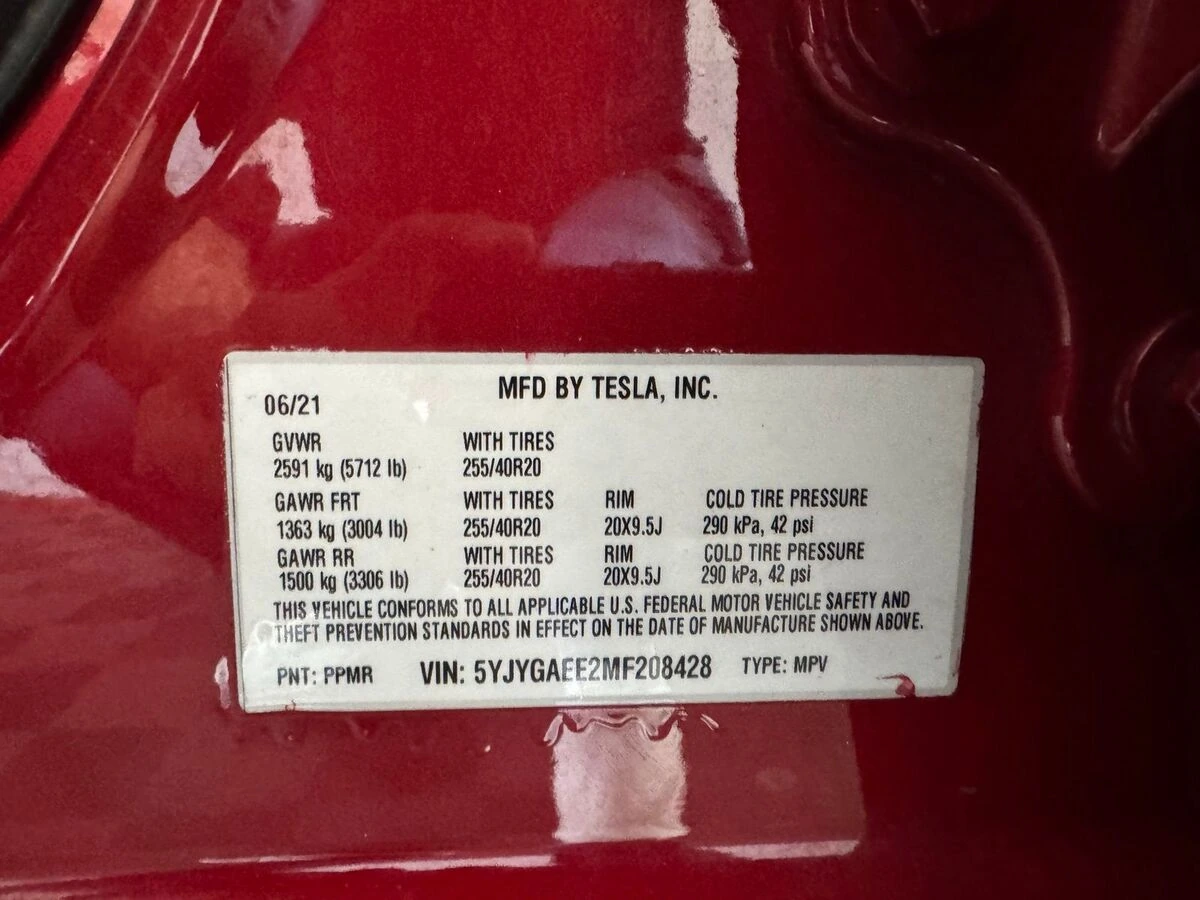 MFD BY TESLA, INC.
06/21
GVWR WITH TIRES
2591 kg (5712 lb) 255/40R20
GAWR FRT WITH TIRES RIM COLD TIRE PRESSURE
1363 kg (3004 lb) 255/40R20 20X9.5J 290 kPa, 42 psi
GAWR RR WITH TIRES RIM COLD TIRE PRESSURE
1500 kg (3306 lb) 255/40R20 20X9.5J 290 kPa, 42 psi
THIS VEHICLE CONFORMS TO ALL APPLICABLE U.S. FEDERAL MOTOR VEHICLE SAFETY AND
THEFT PREVENTION STANDARDS IN EFFECT ON THE DATE OF MANUFACTURE SHOWN ABOVE.
PNT: PPMR VIN: 5YJYGAEE2MF208428 TYPE: MPV